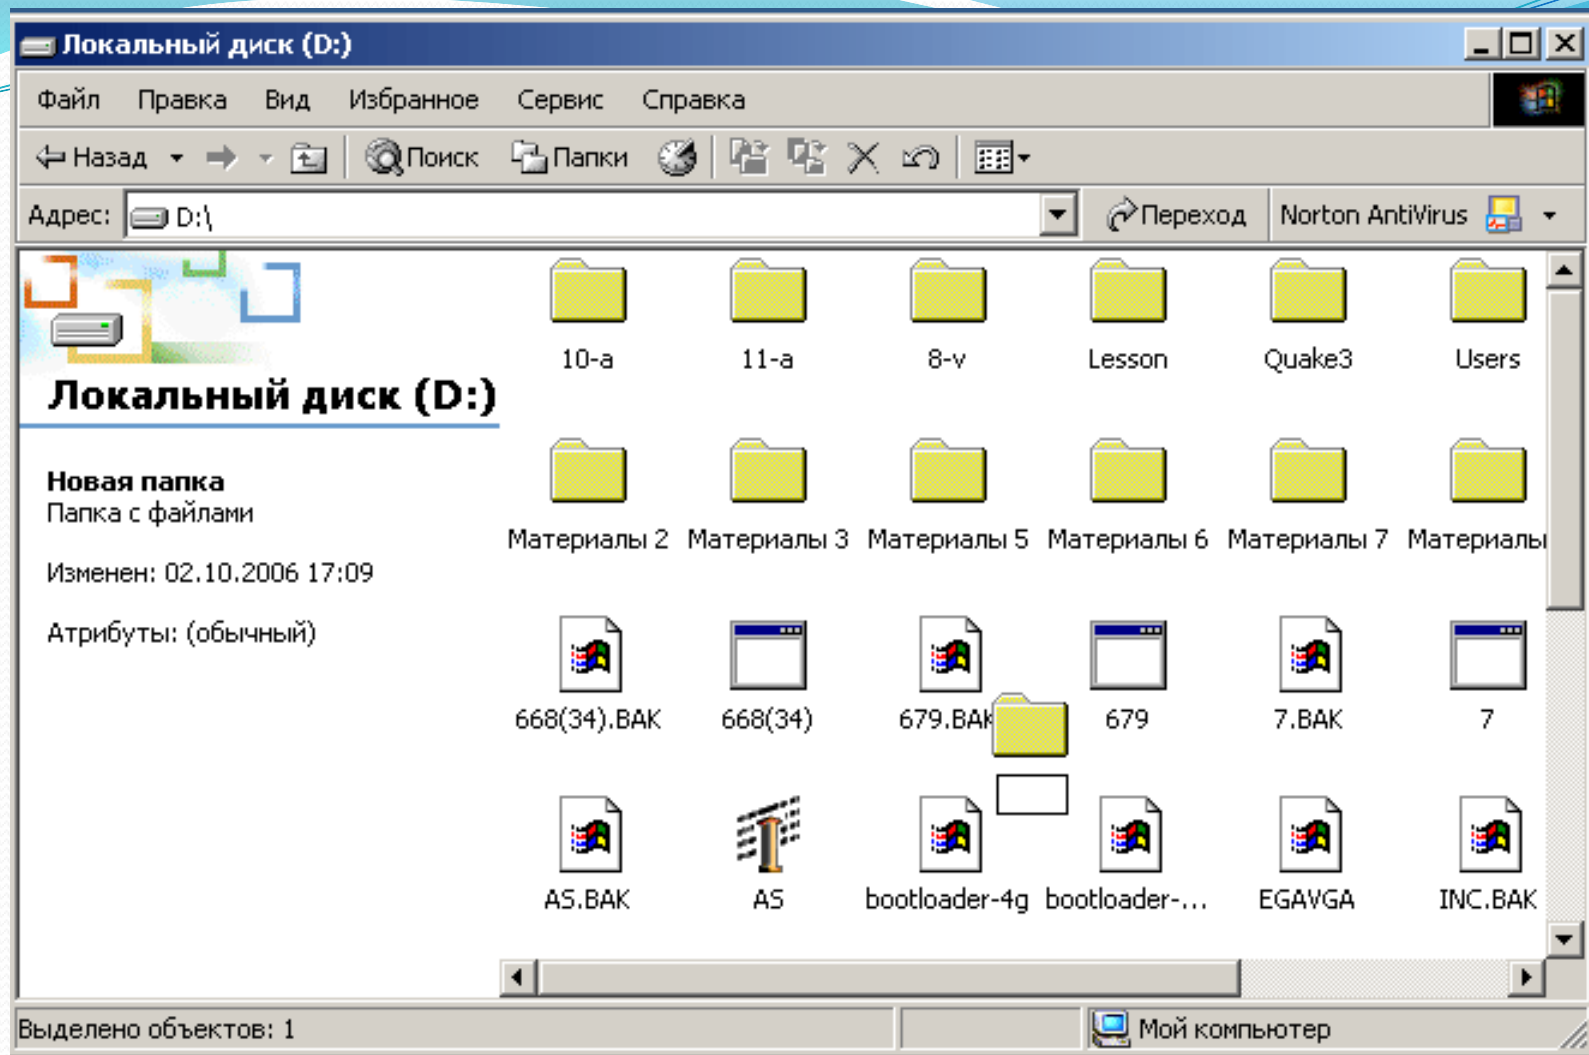 Локальный диск (D:)
Файл Правка Вид Избранное Сервис Справка
Назад Поиск Папки
Адрес: D:\ Переход Norton AntiVirus
10-a 11-a 8-v Lesson Quake3 Users
Локальный диск (D:)
Новая папка
Папка с файлами
Изменен: 02.10.2006 17:09
Атрибуты: (обычный)
Материалы 2 Материалы 3 Материалы 5 Материалы 6 Материалы 7 Материалы
668(34).BAK 668(34) 679.BAK 679 7.BAK 7
AS.BAK AS bootloader-4g bootloader-... EGAVGA INC.BAK
Выделено объектов: 1 Мой компьютер